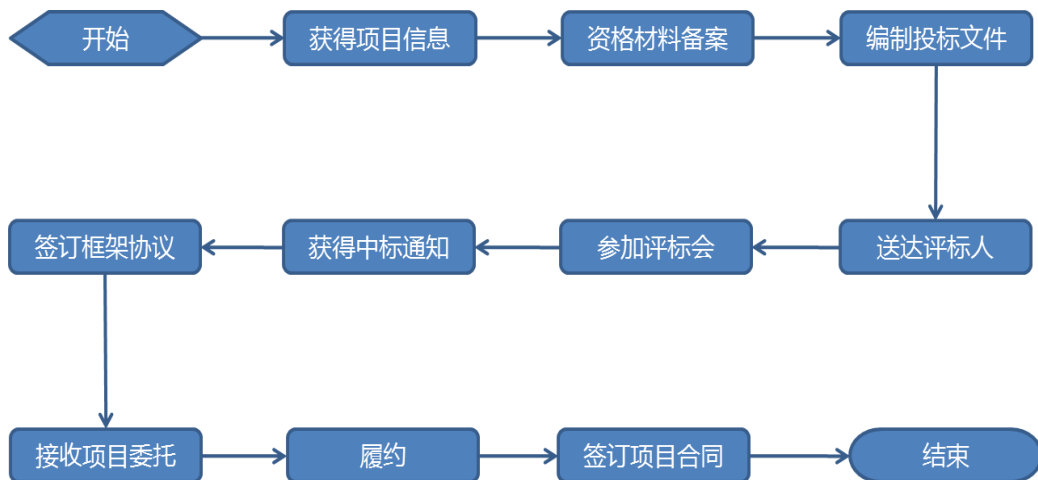 开始
获得项目信息
资格材料备案
编制投标文件
送达评标人
参加评标会
获得中标通知
签订框架协议
接收项目委托
履约
签订项目合同
结束